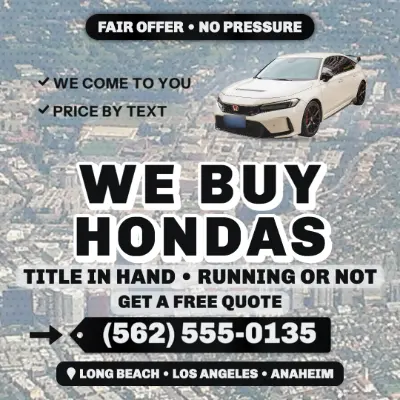 FAIR OFFER • NO PRESSURE
WE COME TO YOU
PRICE BY TEXT
WE BUY
HONDAS
TITLE IN HAND • RUNNING OR NOT
GET A FREE QUOTE
(562) 555-0135
LONG BEACH • LOS ANGELES • ANAHEIM